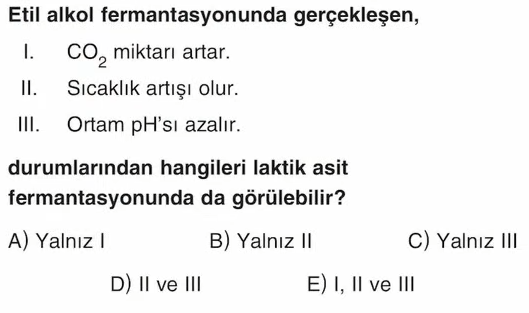 Etil alkol fermantasyonunda gerçekleşen,
I. CO₂ miktarı artar.
II. Sıcaklık artışı olur.
III. Ortam pH'sı azalır.
durumlarından hangileri laktik asit
fermantasyonunda da görülebilir?
A) Yalnız I B) Yalnız II C) Yalnız III
D) II ve III E) I, II ve III